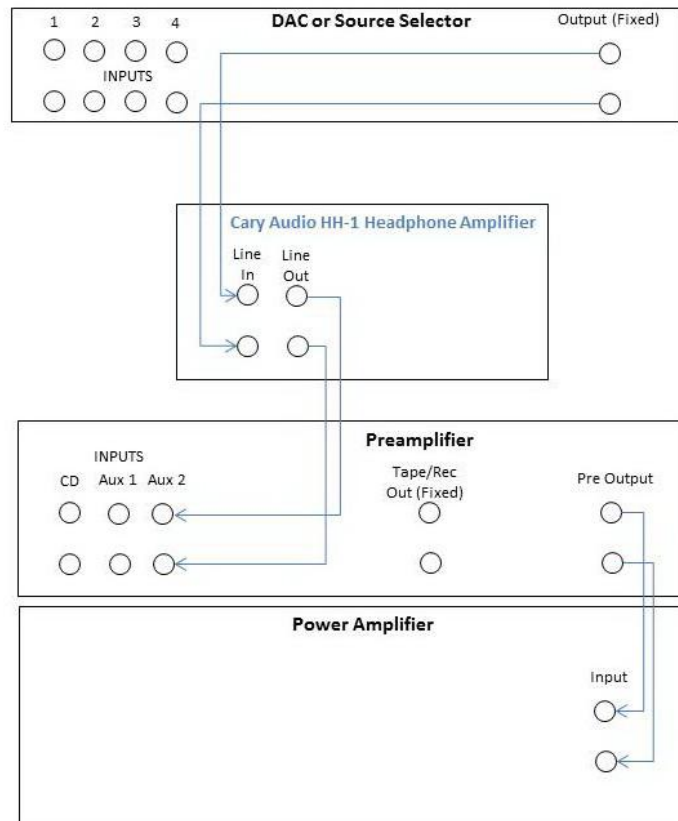 DAC or Source Selector
Output (Fixed)
1 2 3 4
INPUTS
Cary Audio HH-1 Headphone Amplifier
Line Line
In Out
Preamplifier
INPUTS
CD Aux 1 Aux 2
Tape/Rec
Out (Fixed)
Pre Output
Power Amplifier
Input